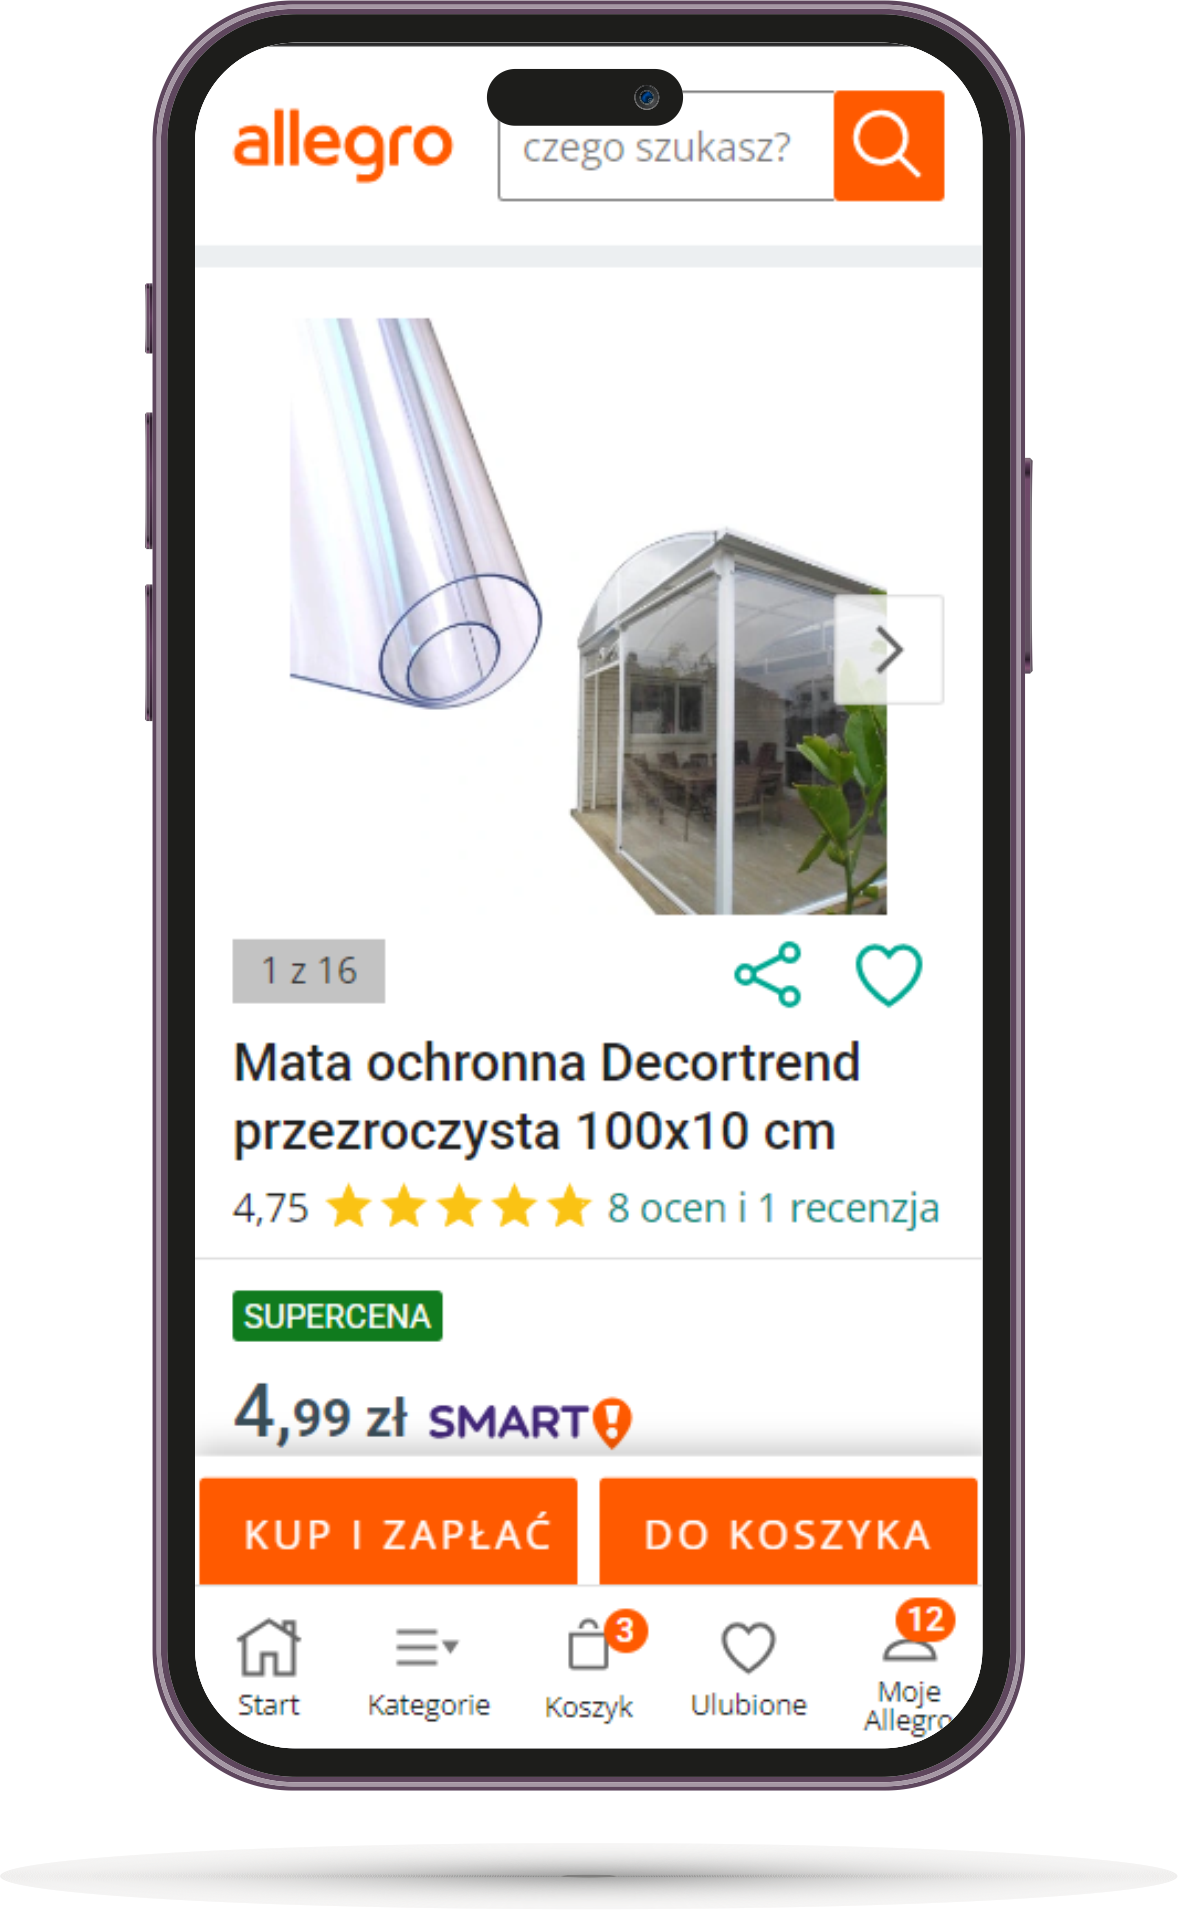 allegro
czego szukasz?
1 z 16
Mata ochronna Decortrend
przezroczysta 100x10 cm
4,75 8 ocen i 1 recenzja
SUPERCENA
4,99 zł SMART!
KUP I ZAPŁAĆ DO KOSZYKA
3 12
Start Kategorie Koszyk Ulubione Moje
Allegro